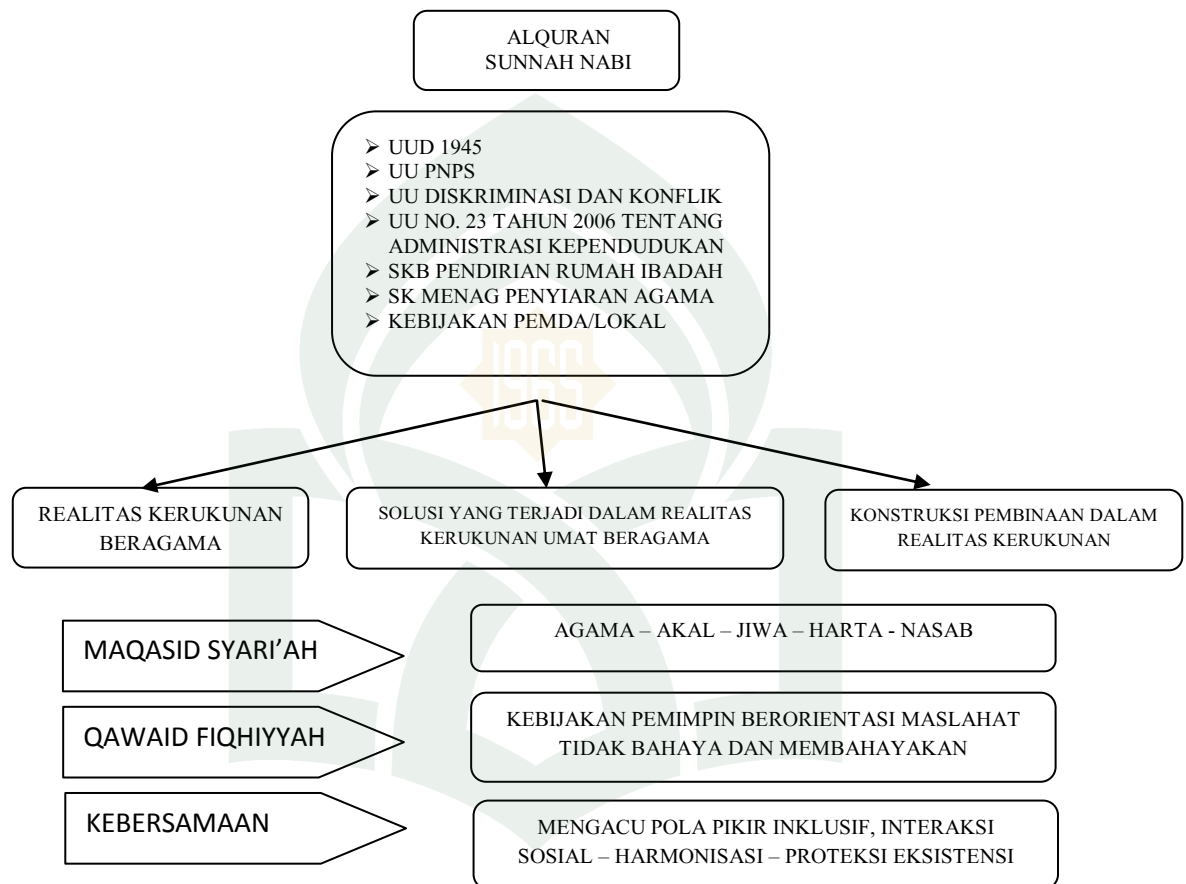 ALQURAN
SUNNAH NABI
➢ UUD 1945
➢ UU PNPS
➢ UU DISKRIMINASI DAN KONFLIK
➢ UU NO. 23 TAHUN 2006 TENTANG
ADMINISTRASI KEPENDUDUKAN
➢ SKB PENDIRIAN RUMAH IBADAH
➢ SK MENAG PENYIARAN AGAMA
➢ KEBIJAKAN PEMDA/LOKAL
1965
REALITAS KERUKUNAN
BERAGAMA
SOLUSI YANG TERJADI DALAM REALITAS
KERUKUNAN UMAT BERAGAMA
KONSTRUKSI PEMBINAAN DALAM
REALITAS KERUKUNAN
MAQASID SYARI’AH
AGAMA – AKAL – JIWA – HARTA - NASAB
QAWAID FIQHIYYAH
KEBIJAKAN PEMIMPIN BERORIENTASI MASLAHAT
TIDAK BAHAYA DAN MEMBAHAYAKAN
KEBERSAMAAN
MENGACU POLA PIKIR INKLUSIF, INTERAKSI
SOSIAL – HARMONISASI – PROTEKSI EKSISTENSI